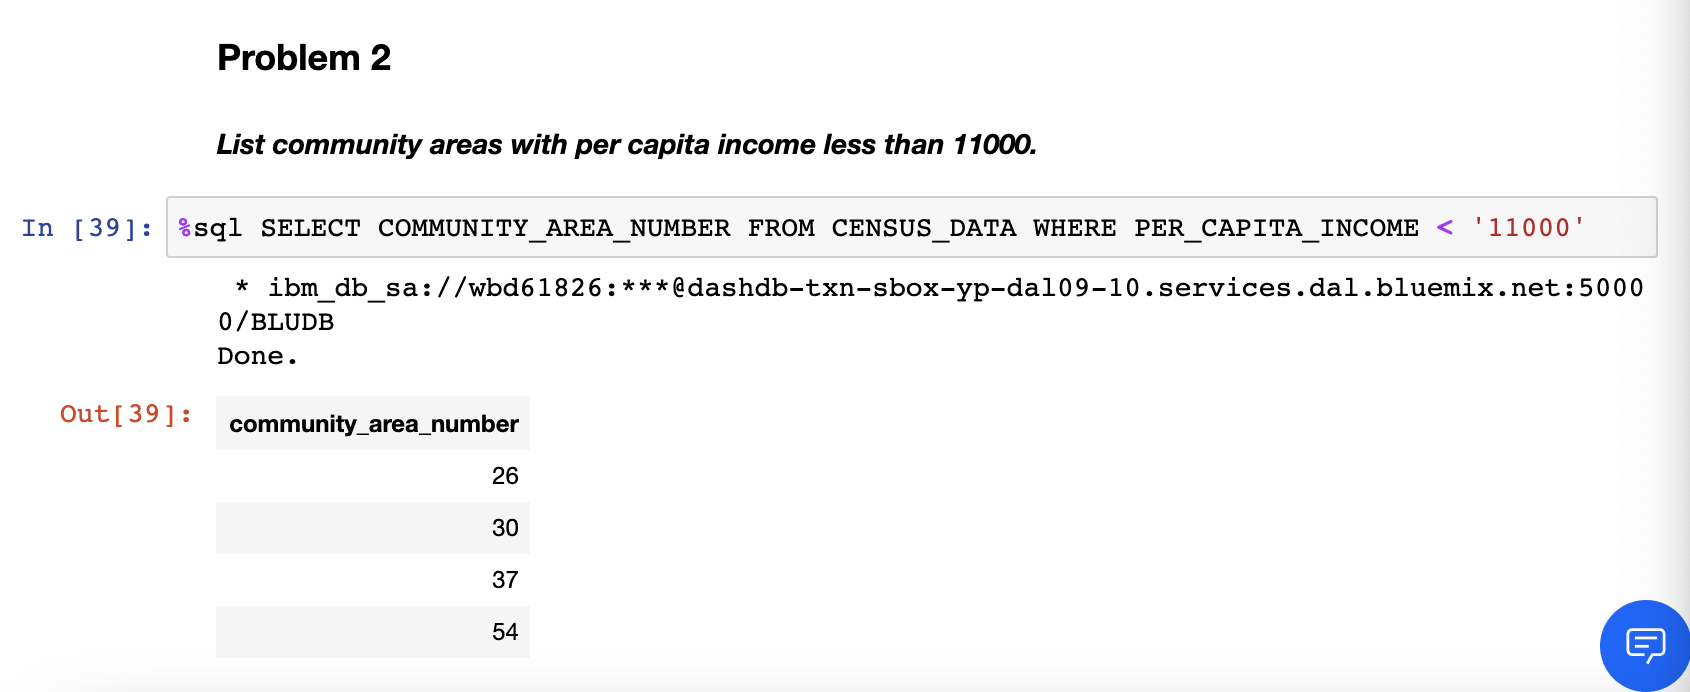 Problem 2
List community areas with per capita income less than 11000.
In [39]: %sql SELECT COMMUNITY_AREA_NUMBER FROM CENSUS_DATA WHERE PER_CAPITA_INCOME < '11000'
* ibm_db_sa://wbd61826:***@dashdb-txn-sbox-yp-dal09-10.services.dal.bluemix.net:5000
0/BLUDB
Done.
Out[39]: community_area_number
26
30
37
54